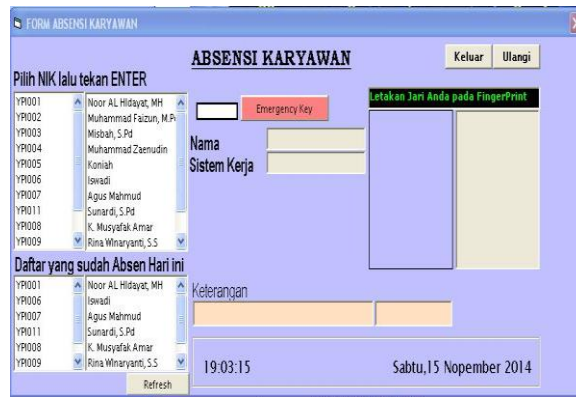 FORM ABSENSI KARYAWAN
ABSENSI KARYAWAN
Keluar
Ulangi
Pilih NIK lalu tekan ENTER
YPI001 Noor AL HIdayat, MH
YPI002 Muhammad Faizun, M.P
YPI003 Misbah, S.Pd
YPI004 Muhammad Zaenudin
YPI005 Koniah
YPI006 Iswadi
YPI007 Agus Mahmud
YPI011 Sunardi, S.Pd
YPI008 K. Musyafak Amar
YPI009 Rina WInaryanti, S.S
Emergency Key
Nama
Sistem Kerja
Letakan Jari Anda pada FingerPrint
Daftar yang sudah Absen Hari ini
YPI001 Noor AL HIdayat, MH
YPI006 Iswadi
YPI007 Agus Mahmud
YPI011 Sunardi, S.Pd
YPI008 K. Musyafak Amar
YPI009 Rina WInaryanti, S.S
Refresh
Keterangan
19:03:15
Sabtu,15 Nopember 2014